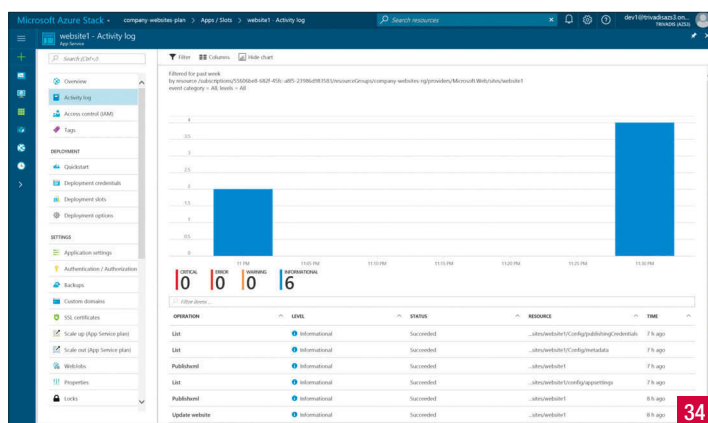 Microsoft Azure Stack company-websites-plan > Apps / Slots > website1 - Activity log
Search resources
dev1@trivadisazs3.on...
TRIVADIS (AZS3)
website1 - Activity log
App Service
Search (Ctrl+/)
Overview
Activity log
Access control (IAM)
Tags
DEPLOYMENT
Quickstart
Deployment credentials
Deployment slots
Deployment options
SETTINGS
Application settings
Authentication / Authorization
Backups
Custom domains
SSL certificates
Scale up (App Service plan)
Scale out (App Service plan)
WebJobs
Properties
Locks
Filter Columns Hide chart
Filtered for past week
event category = All, levels = All
4
3.5
3
2.5
2
1.5
1
0.5
0
11 PM 11:05 PM 11:10 PM 11:15 PM 11:20 PM 11:25 PM 11:30 PM
CRITICAL ERROR WARNING INFORMATIONAL
0 0 0 6
Filter items ...
OPERATION LEVEL STATUS RESOURCE TIME
List Informational Succeeded ...sites/website1/Config/publishingCredentials 7 h ago
List Informational Succeeded ...sites/website1/Config/metadata 7 h ago
Publishxml Informational Succeeded ...sites/website1 7 h ago
List Informational Succeeded ...sites/website1/config/appsettings 7 h ago
Publishxml Informational Succeeded ...sites/website1 8 h ago
Update website Informational Succeeded ...sites/website1 8 h ago
34